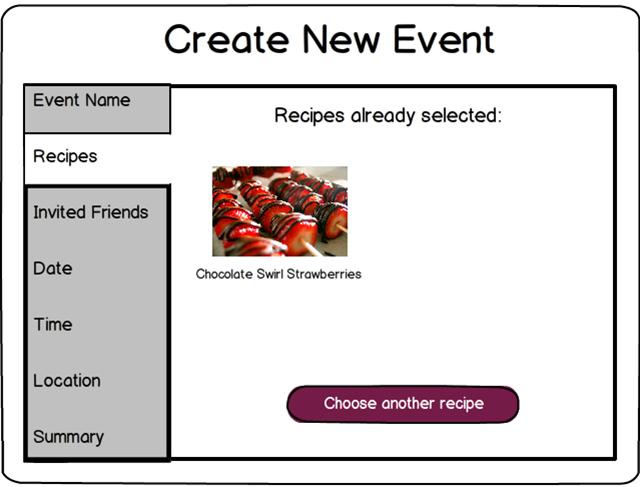 Create New Event
Event Name
Recipes
Invited Friends
Date
Time
Location
Summary
Recipes already selected:
Chocolate Swirl Strawberries
Choose another recipe